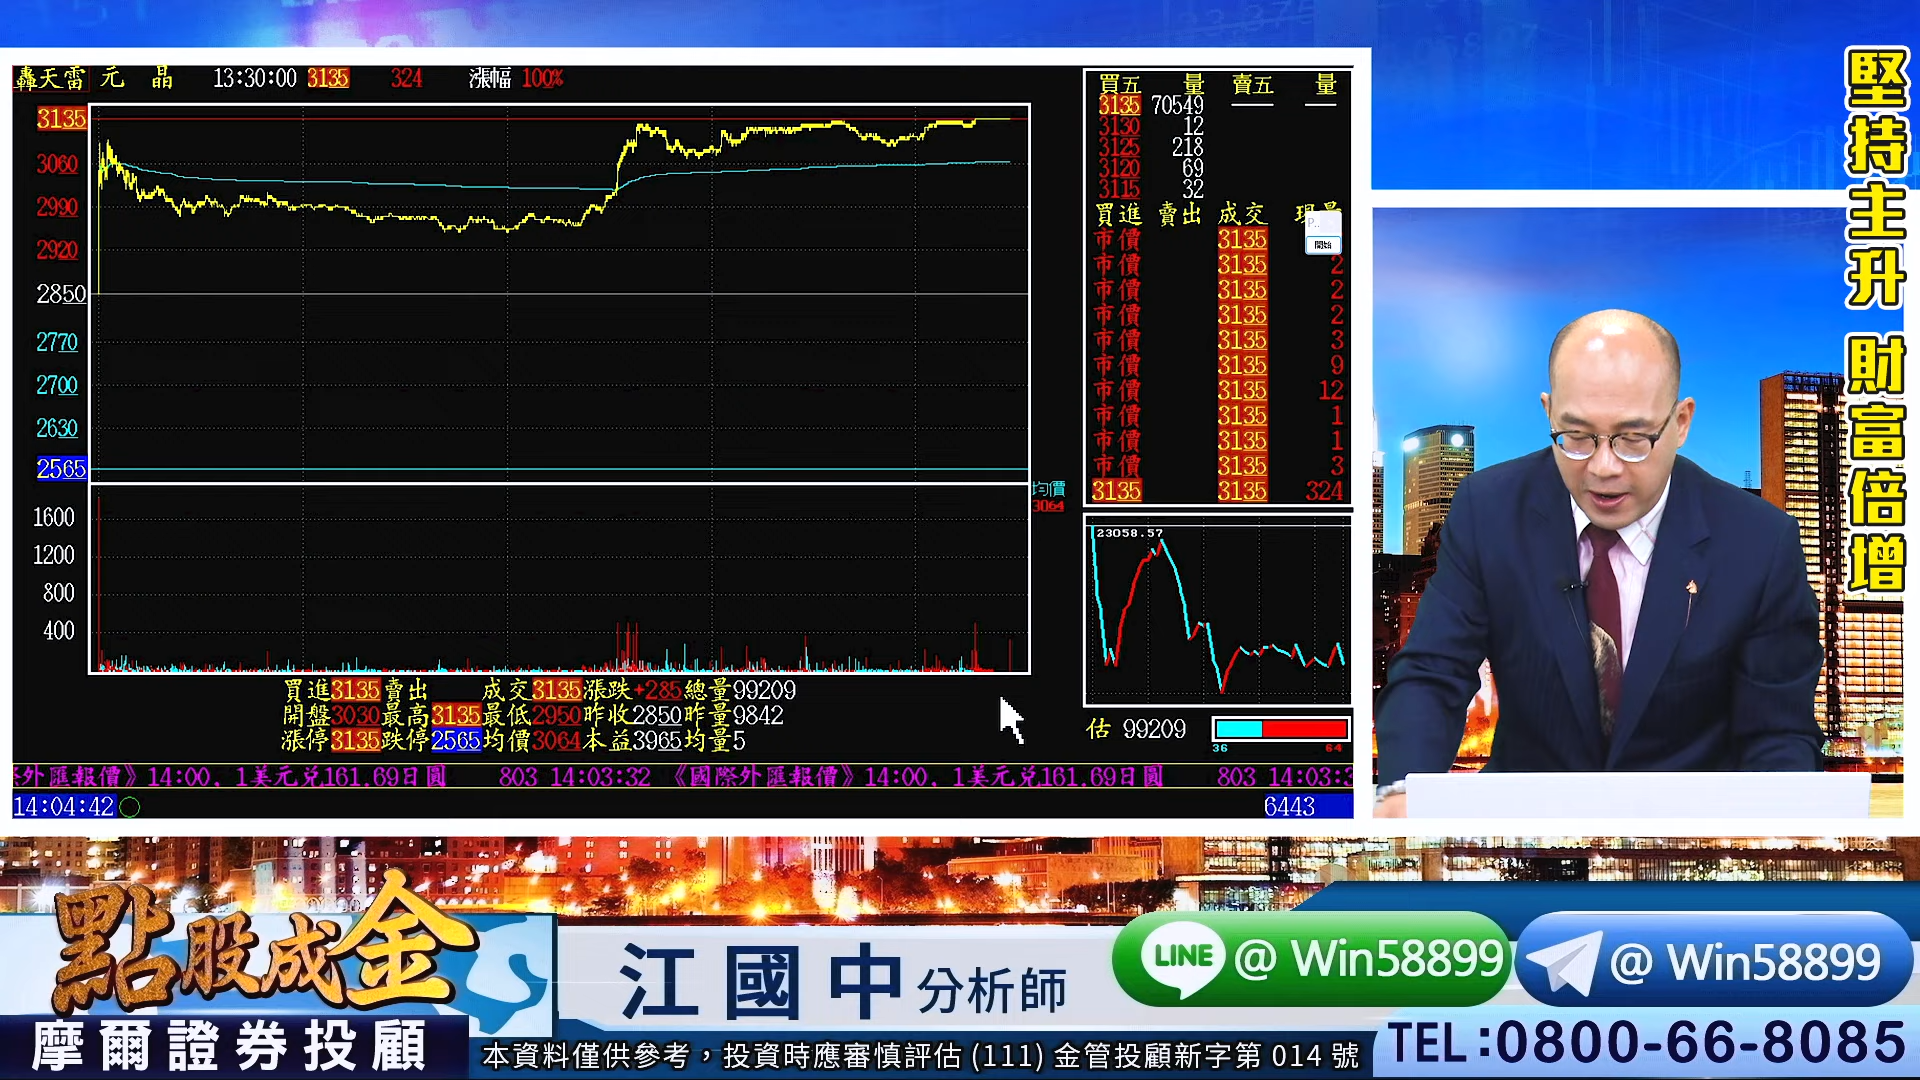 轟天雷 元 晶 13:30:00 3135 324 漲幅 100%
3135
3060
2990
2920
2850
2770
2700
2630
2565
1600
1200
800
400
均價
3064
買五 量 賣五 量
3135 70549
3130 12
3125 218
3120 69
3115 32
買進 賣出 成交
市價 3135
市價 3135 2
市價 3135 2
市價 3135 2
市價 3135 3
市價 3135 9
市價 3135 12
市價 3135 1
市價 3135 1
市價 3135 3
3135 3135 324
開始
23058.57
估 99209
36 64
買進3135賣出 成交3135漲跌+285總量99209
開盤3030最高3135最低2950昨收2850昨量9842
漲停3135跌停2565均價3064本益3965均量5
外匯報價》14:00, 1美元兌161.69日圓 803 14:03:32 《國際外匯報價》14:00, 1美元兌161.69日圓 803 14:03:3
14:04:42 6443
堅持主升 財富倍增
點股成金
摩爾證券投顧
江國中 分析師
LINE @ Win58899
@ Win58899
本資料僅供參考，投資時應審慎評估 (111) 金管投顧新字第 014 號
TEL:0800-66-8085